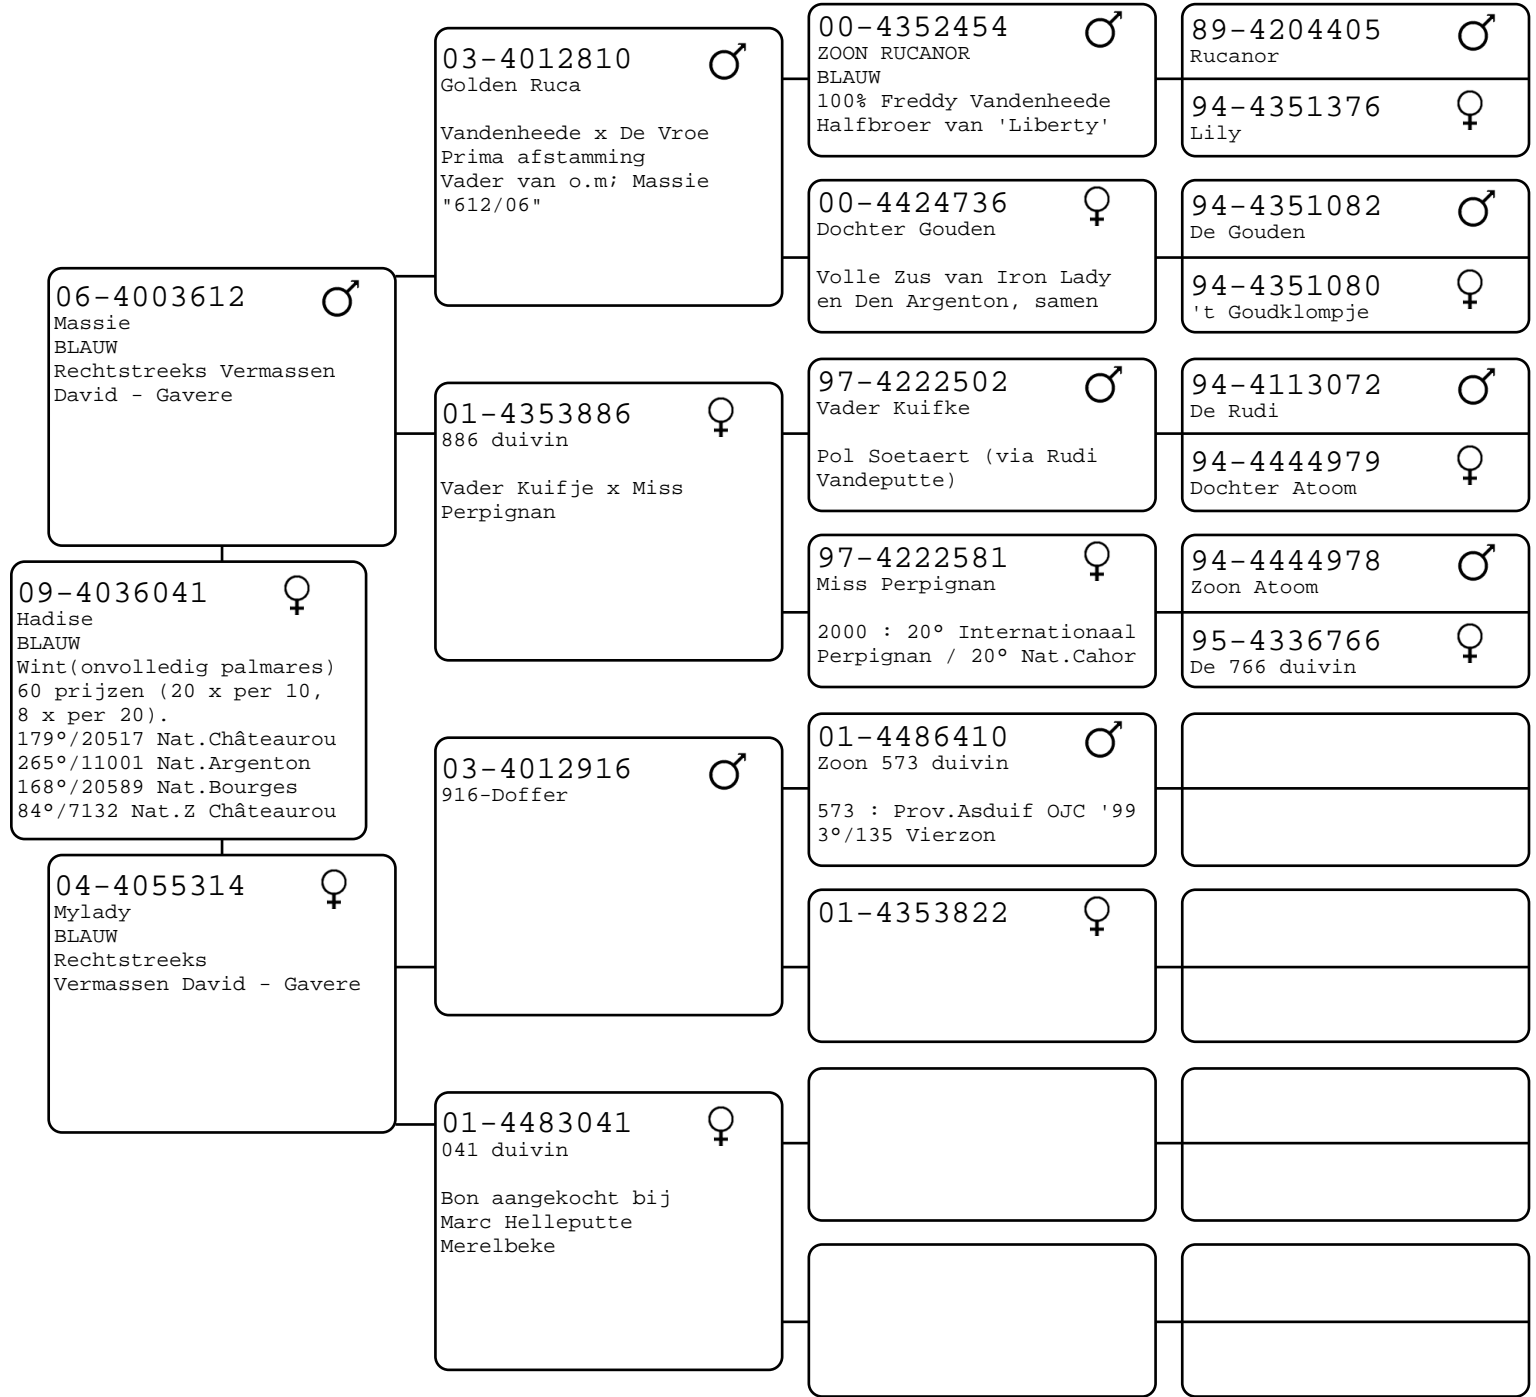 09-4036041
Hadise
BLAUW
Wint(onvolledig palmares)
60 prijzen (20 x per 10,
8 x per 20).
179°/20517 Nat.Châteaurou
265°/11001 Nat.Argenton
168°/20589 Nat.Bourges
84°/7132 Nat.Z Châteaurou
06-4003612
Massie
BLAUW
Rechtstreeks Vermassen
David - Gavere
04-4055314
Mylady
BLAUW
Rechtstreeks
Vermassen David - Gavere
03-4012810
Golden Ruca
Vandenheede x De Vroe
Prima afstamming
Vader van o.m; Massie
"612/06"
01-4353886
886 duivin
Vader Kuifje x Miss
Perpignan
03-4012916
916-Doffer
01-4483041
041 duivin
Bon aangekocht bij
Marc Helleputte
Merelbeke
00-4352454
ZOON RUCANOR
BLAUW
100% Freddy Vandenheede
Halfbroer van 'Liberty'
00-4424736
Dochter Gouden
Volle Zus van Iron Lady
en Den Argenton, samen
97-4222502
Vader Kuifke
Pol Soetaert (via Rudi
Vandeputte)
97-4222581
Miss Perpignan
2000 : 20° Internationaal
Perpignan / 20° Nat.Cahor
01-4486410
Zoon 573 duivin
573 : Prov.Asduif OJC '99
3°/135 Vierzon
01-4353822
89-4204405
Rucanor
94-4351376
Lily
94-4351082
De Gouden
94-4351080
't Goudklompje
94-4113072
De Rudi
94-4444979
Dochter Atoom
94-4444978
Zoon Atoom
95-4336766
De 766 duivin